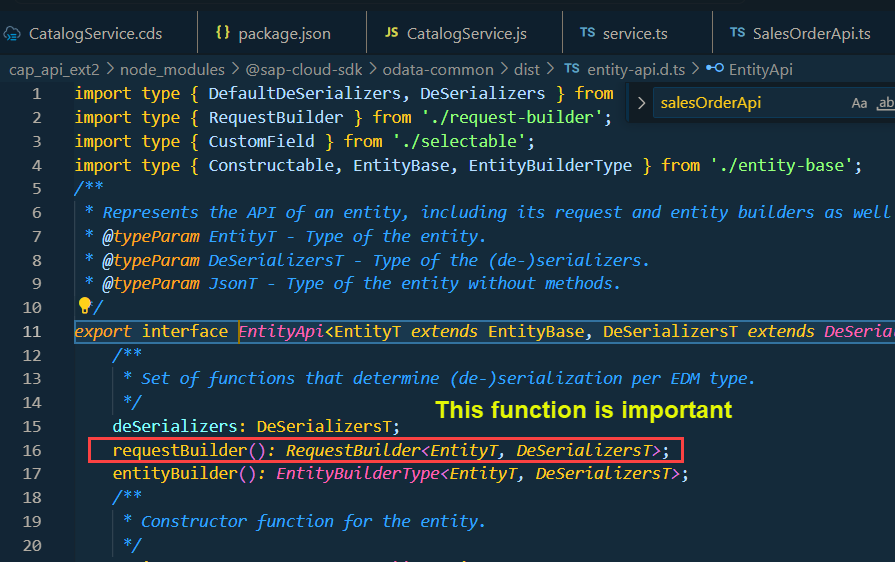 CatalogService.cds {} package.json JS CatalogService.js TS service.ts TS SalesOrderApi.ts
cap_api_ext2 > node_modules > @sap-cloud-sdk > odata-common > dist > TS entity-api.d.ts > EntityApi
1 import type { DefaultDeSerializers, DeSerializers } from
> salesOrderApi Aa ab
2 import type { RequestBuilder } from './request-builder';
3 import type { CustomField } from './selectable';
4 import type { Constructable, EntityBase, EntityBuilderType } from './entity-base';
5 /**
6 * Represents the API of an entity, including its request and entity builders as well
7 * @typeParam EntityT - Type of the entity.
8 * @typeParam DeSerializersT - Type of the (de-)serializers.
9 * @typeParam JsonT - Type of the entity without methods.
10 */
11 export interface EntityApi<EntityT extends EntityBase, DeSerializersT extends DeSerial
12 /**
13 * Set of functions that determine (de-)serialization per EDM type.
14 */
This function is important
15 deSerializers: DeSerializersT;
16 requestBuilder(): RequestBuilder<EntityT, DeSerializersT>;
17 entityBuilder(): EntityBuilderType<EntityT, DeSerializersT>;
18 /**
19 * Constructor function for the entity.
20 */